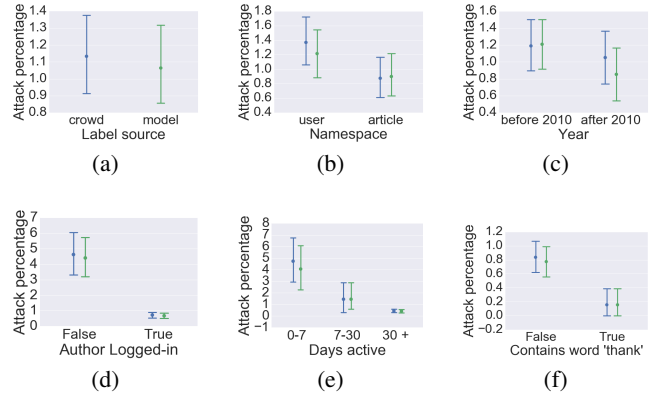 Attack percentage
1.4
1.3
1.2
1.1
1.0
0.9
0.8
crowd model
Label source
(a)
Attack percentage
1.8
1.6
1.4
1.2
1.0
0.8
0.6
0.4
user article
Namespace
(b)
Attack percentage
1.6
1.4
1.2
1.0
0.8
0.6
0.4
before 2010 after 2010
Year
(c)
Attack percentage
7
6
5
4
3
2
1
0
False True
Author Logged-in
(d)
Attack percentage
8
7
6
5
4
3
2
1
0
−1
0-7 7-30 30 +
Days active
(e)
Attack percentage
1.2
1.0
0.8
0.6
0.4
0.2
0.0
−0.2
False True
Contains word 'thank'
(f)